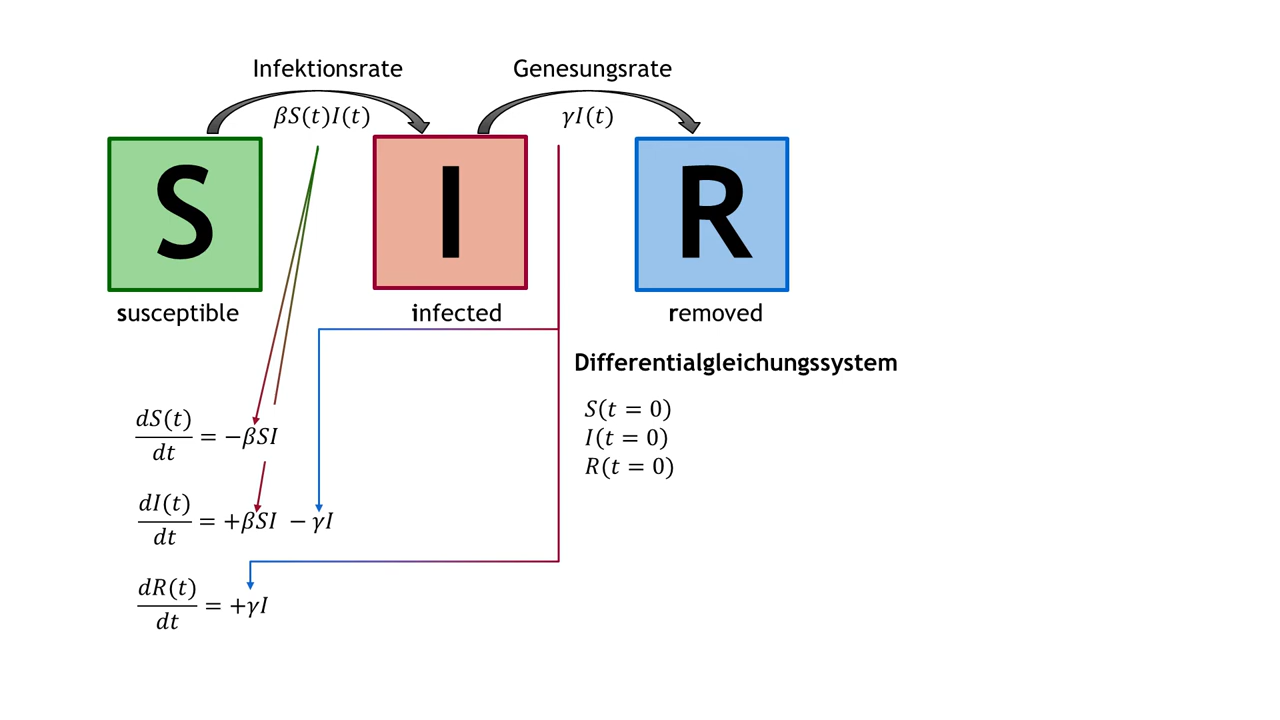 Infektionsrate
Genesungsrate
βS(t)I(t)
γI(t)
S
I
R
susceptible
infected
removed
Differentialgleichungssystem
S(t = 0)
I(t = 0)
R(t = 0)
dS(t)/dt = −βSI
dI(t)/dt = +βSI − γI
dR(t)/dt = +γI